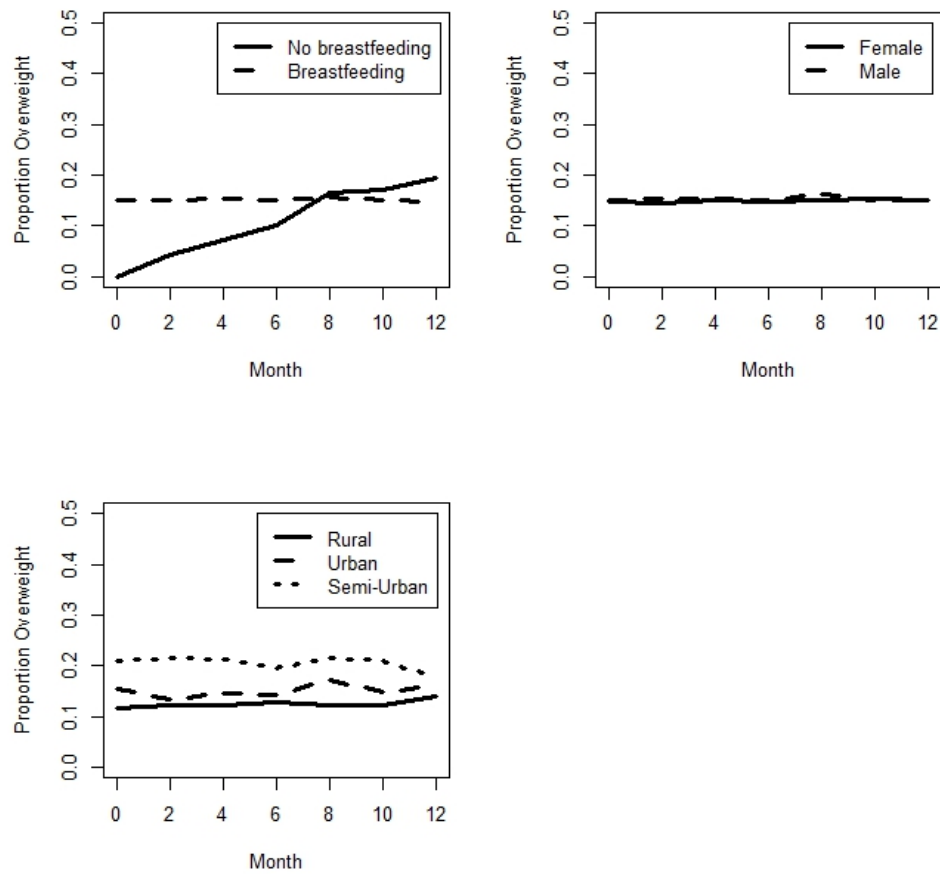 No breastfeeding
Breastfeeding
Proportion Overweight
0.0 0.1 0.2 0.3 0.4 0.5
0 2 4 6 8 10 12
Month
Female
Male
Proportion Overweight
0.0 0.1 0.2 0.3 0.4 0.5
0 2 4 6 8 10 12
Month
Rural
Urban
Semi-Urban
Proportion Overweight
0.0 0.1 0.2 0.3 0.4 0.5
0 2 4 6 8 10 12
Month